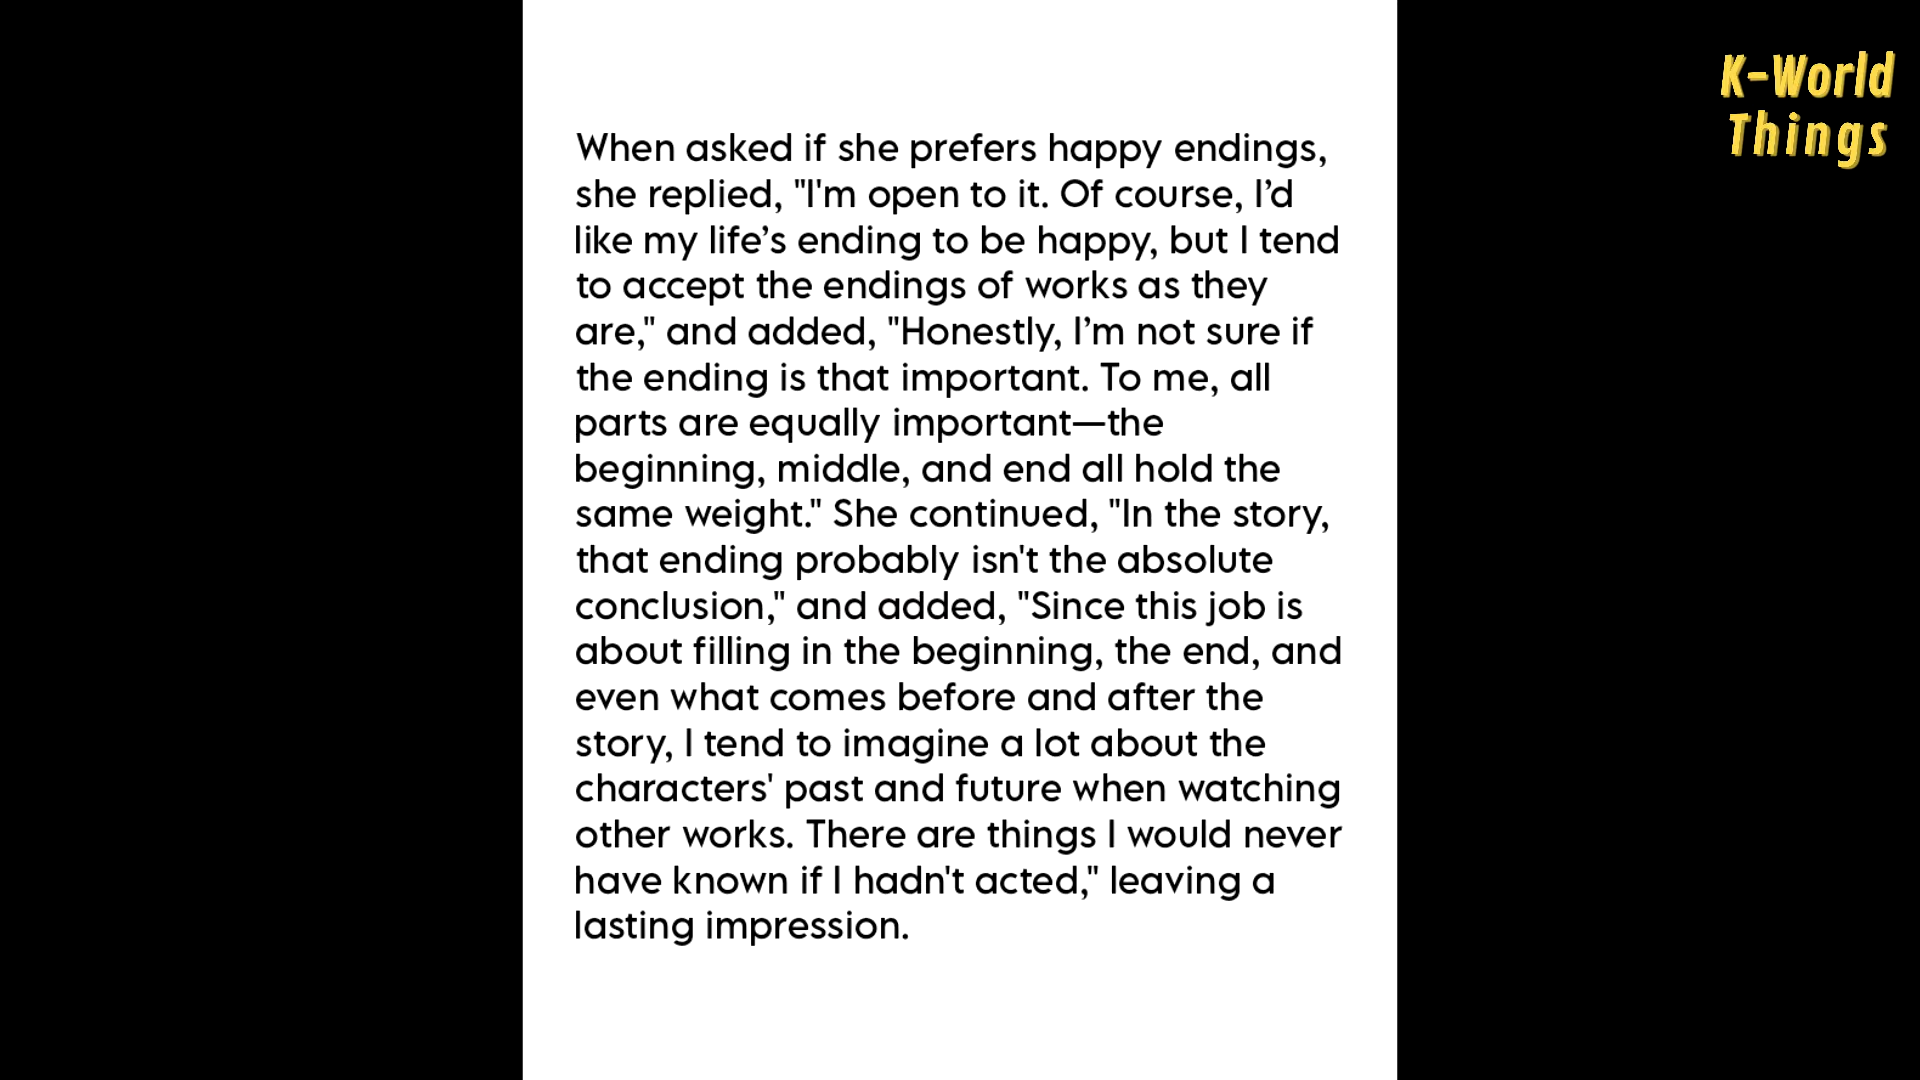 When asked if she prefers happy endings,
she replied, "I'm open to it. Of course, I’d
like my life’s ending to be happy, but I tend
to accept the endings of works as they
are," and added, "Honestly, I’m not sure if
the ending is that important. To me, all
parts are equally important—the
beginning, middle, and end all hold the
same weight." She continued, "In the story,
that ending probably isn't the absolute
conclusion," and added, "Since this job is
about filling in the beginning, the end, and
even what comes before and after the
story, I tend to imagine a lot about the
characters' past and future when watching
other works. There are things I would never
have known if I hadn't acted," leaving a
lasting impression.
K-World
Things